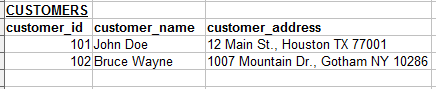 CUSTOMERS
customer_id customer_name customer_address
101 John Doe 12 Main St., Houston TX 77001
102 Bruce Wayne 1007 Mountain Dr., Gotham NY 10286